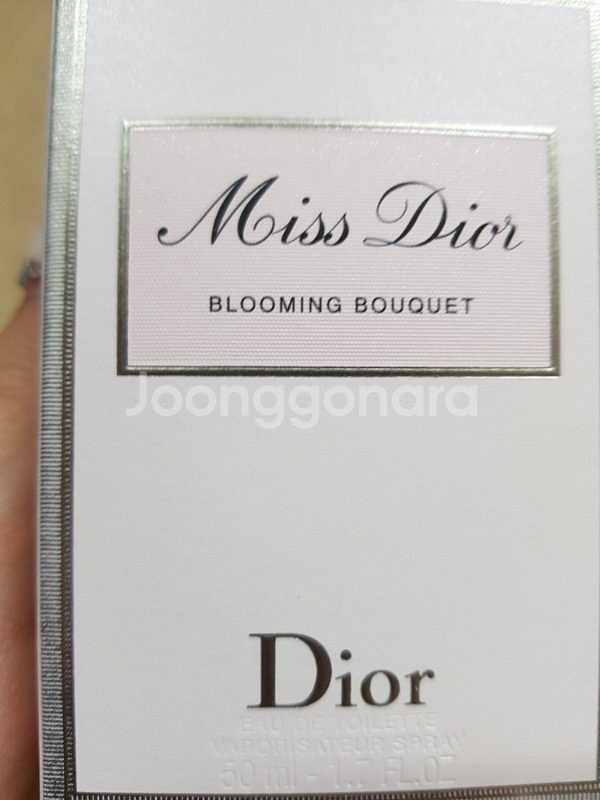 Miss Dior
BLOOMING BOUQUET
Joonggonara
Dior
EAU DE TOILETTE
VAPORISATEUR SPRAY
50 ml - 1.7 FL.OZ